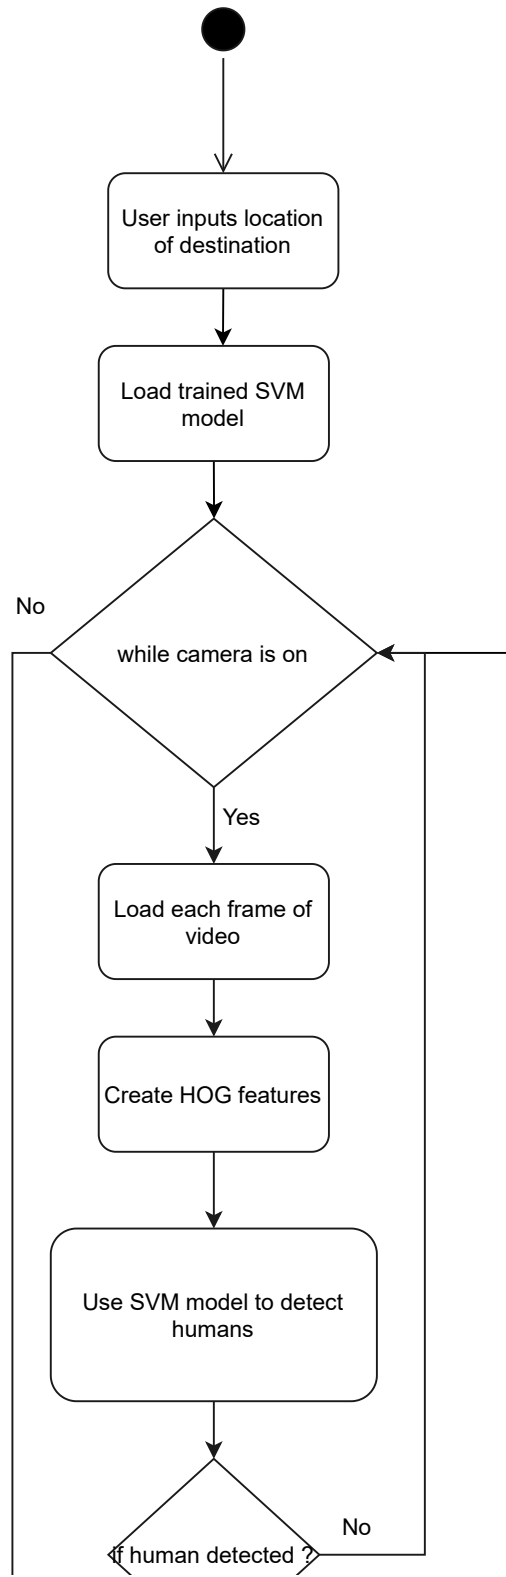 User inputs location
of destination
Load trained SVM
model
No
while camera is on
Yes
Load each frame of
video
Create HOG features
Use SVM model to detect
humans
No
if human detected ?